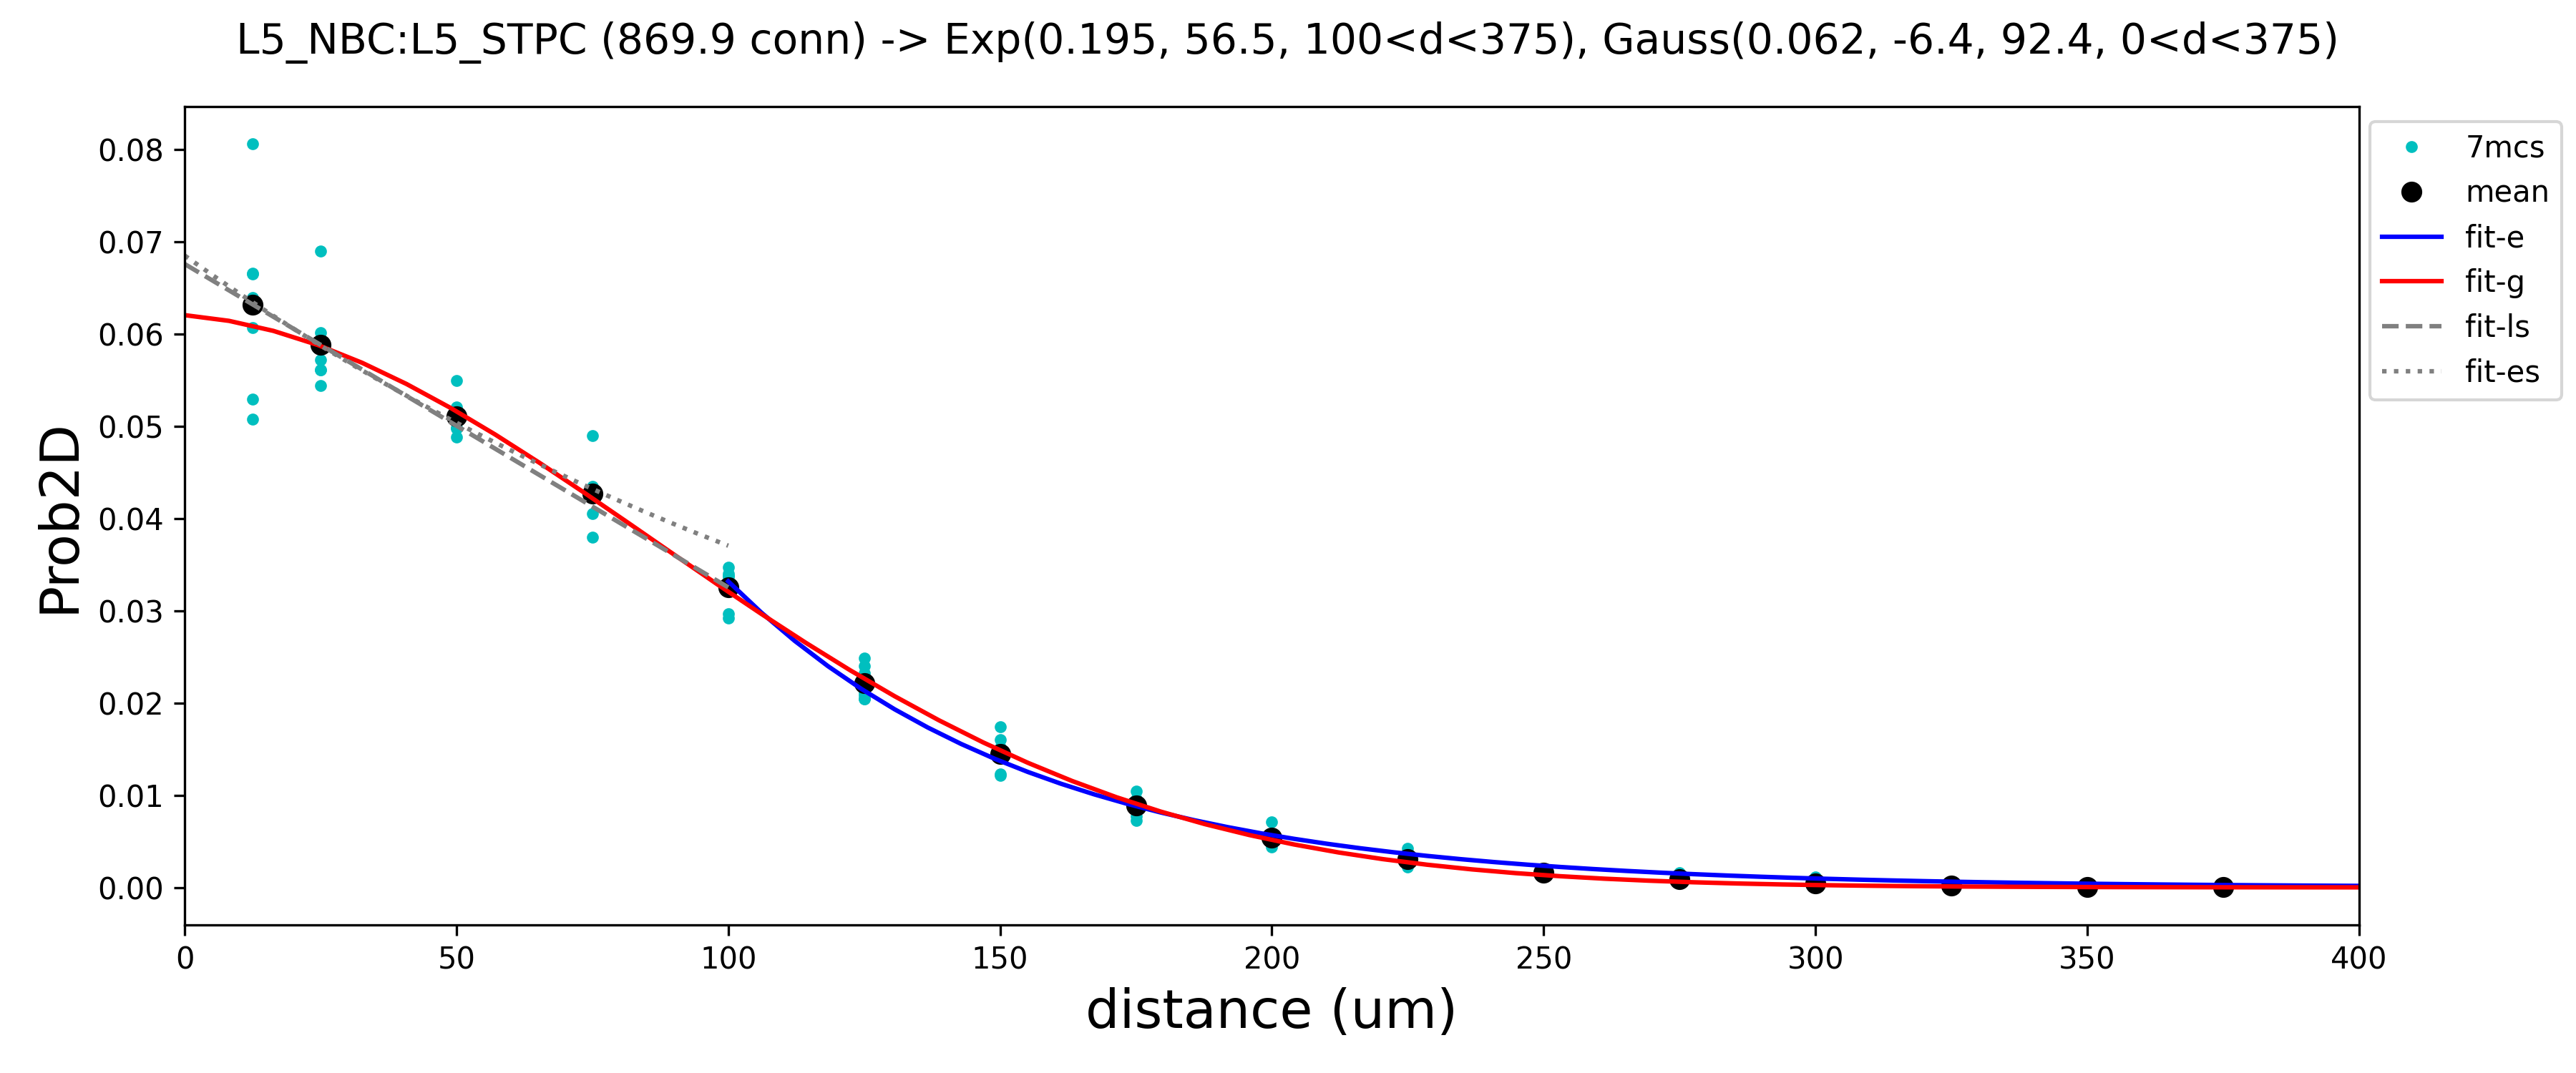 L5_NBC:L5_STPC (869.9 conn) -> Exp(0.195, 56.5, 100<d<375), Gauss(0.062, -6.4, 92.4, 0<d<375)
0.08
0.07
0.06
0.05
0.04
0.03
0.02
0.01
0.00
Prob2D
0 50 100 150 200 250 300 350 400
distance (um)
7mcs
mean
fit-e
fit-g
fit-ls
fit-es